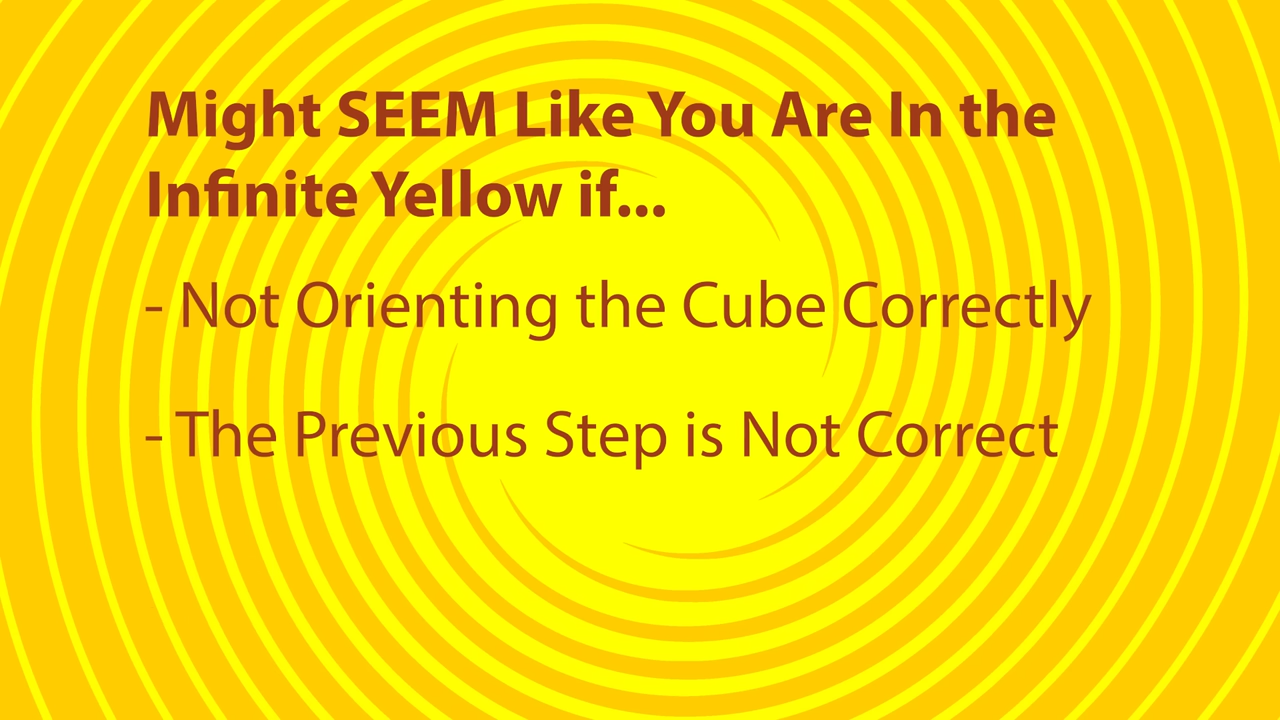 Might SEEM Like You Are In the
Infinite Yellow if...
- Not Orienting the Cube Correctly
- The Previous Step is Not Correct